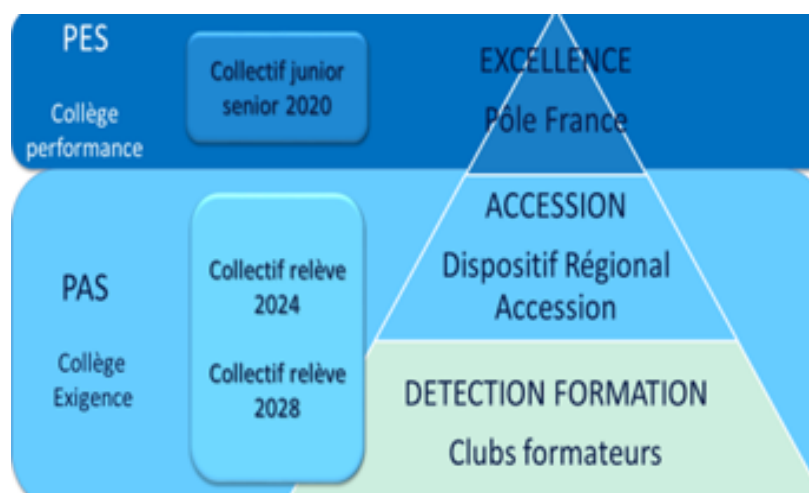 PES
Collège
performance
Collectif junior
senior 2020
EXCELLENCE
Pôle France
PAS
Collège
Exigence
Collectif relève
2024
Collectif relève
2028
ACCESSION
Dispositif Régional
Accession
DETECTION FORMATION
Clubs formateurs